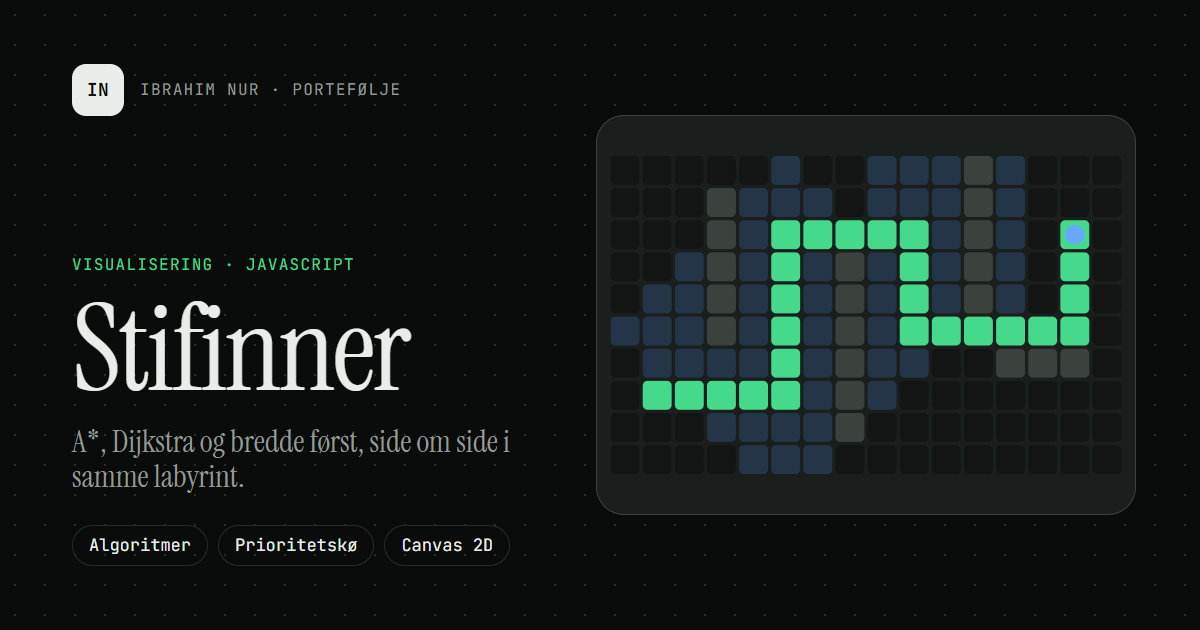 IN
IBRAHIM NUR · PORTEFØLJE
VISUALISERING · JAVASCRIPT
Stifinner
A*, Dijkstra og bredde først, side om side i
samme labyrint.
Algoritmer
Prioritetskø
Canvas 2D